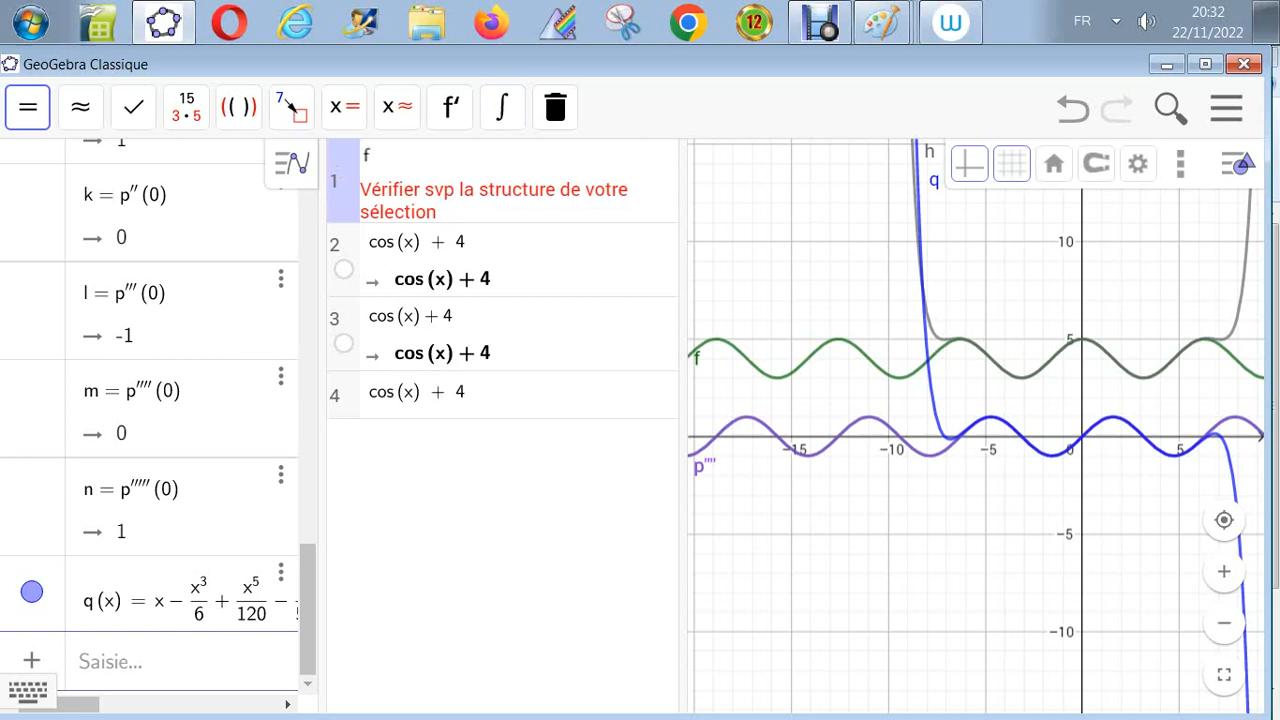 12
W
FR
20:32
22/11/2022
GeoGebra Classique
= ≈ ✓ 15 3·5 (( )) 7 x= x≈ f′ ∫
1
k = p″(0)
→ 0
l = p‴(0)
→ -1
m = p⁗(0)
→ 0
n = p′′′′′(0)
→ 1
q(x) = x − x³/6 + x⁵/120 −
+ Saisie...
1 f
Vérifier svp la structure de votre
sélection
2 cos(x) + 4
→ cos(x) + 4
3 cos(x) + 4
→ cos(x) + 4
4 cos(x) + 4
h
q
10
5
f
−15 −10 −5 0 5
p⁗
−5
−10